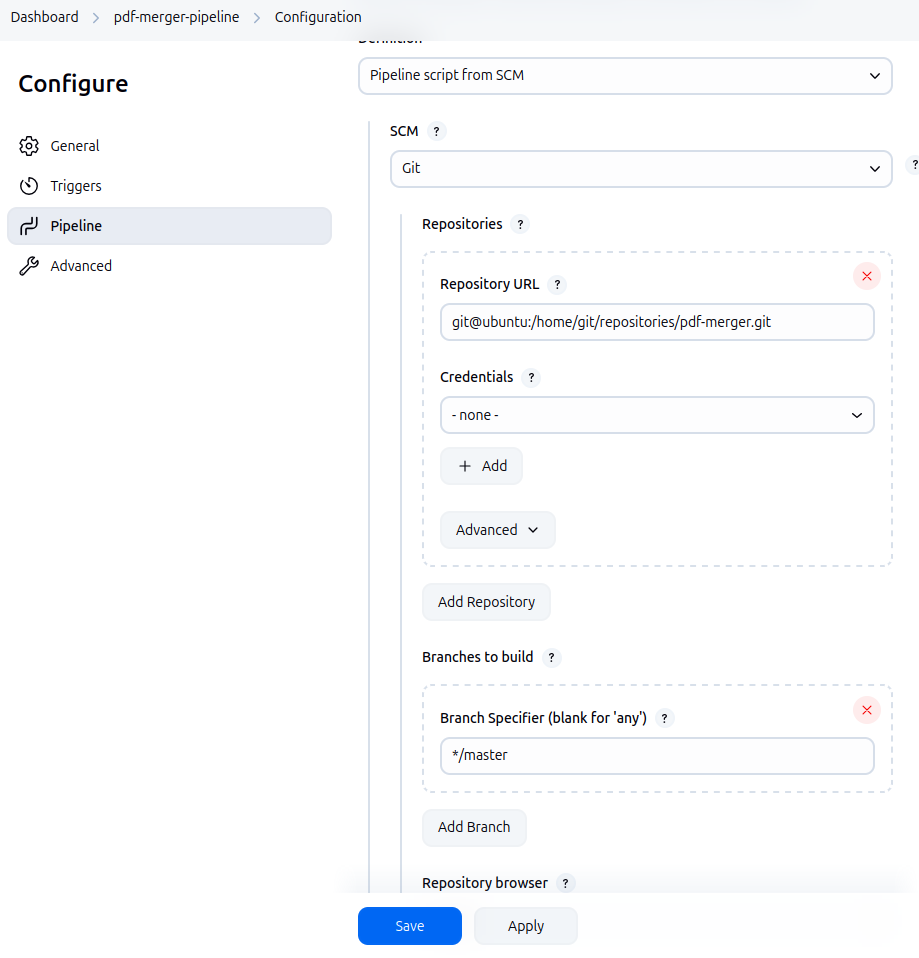 Dashboard > pdf-merger-pipeline > Configuration
Configure
General
Triggers
Pipeline
Advanced
Definition
Pipeline script from SCM
SCM ?
Git
?
Repositories ?
Repository URL ?
git@ubuntu:/home/git/repositories/pdf-merger.git
Credentials ?
- none -
+ Add
Advanced
Add Repository
Branches to build ?
Branch Specifier (blank for 'any') ?
*/master
Add Branch
Repository browser ?
Save
Apply